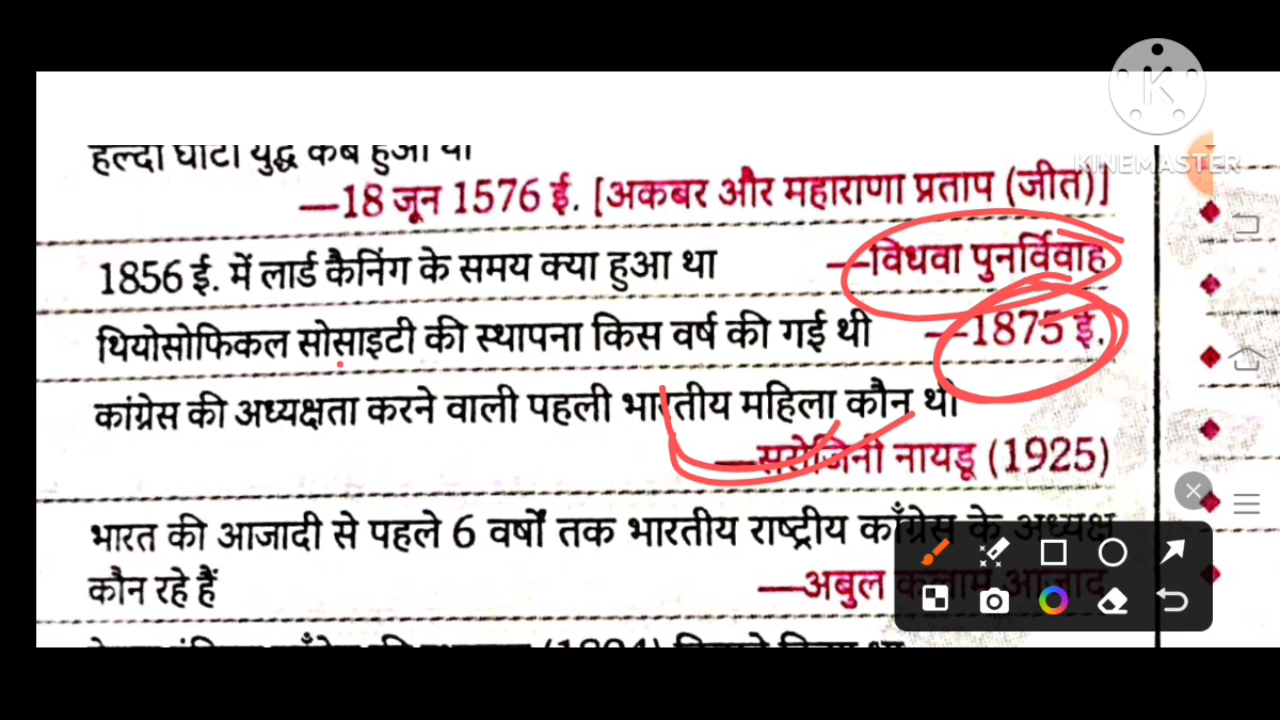 हल्दी घाटी युद्ध कब हुआ था
—18 जून 1576 ई. [अकबर और महाराणा प्रताप (जीत)]
1856 ई. में लार्ड कैनिंग के समय क्या हुआ था —विधवा पुनर्विवाह
थियोसोफिकल सोसाइटी की स्थापना किस वर्ष की गई थी —1875 ई.
कांग्रेस की अध्यक्षता करने वाली पहली भारतीय महिला कौन थी
—सरोजिनी नायडू (1925)
भारत की आजादी से पहले 6 वर्षों तक भारतीय राष्ट्रीय काँग्रेस के अध्यक्ष
कौन रहे हैं —अबुल कलाम आजाद
K
KINEMASTER